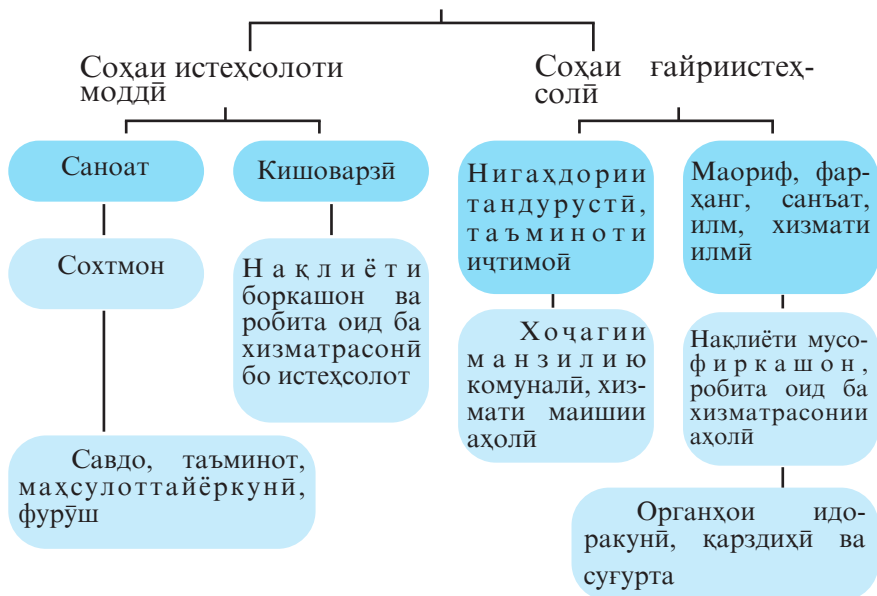 Соҳаи истеҳсолоти
моддӣ
Соҳаи ғайриистеҳ-
солӣ
Саноат
Кишоварзӣ
Нигаҳдории
тандурустӣ,
таъминоти
иҷтимоӣ
Маориф, фар-
ҳанг, санъат,
илм, хизмати
илмӣ
Сохтмон
Нақлиёти
боркашон ва
робита оид ба
хизматрасонӣ
бо истеҳсолот
Хоҷагии
манзилию
комуналӣ, хиз-
мати маишии
аҳолӣ
Нақлиёти мусо-
фиркашон,
робита оид ба
хизматрасонии
аҳолӣ
Савдо, таъминот,
маҳсулоттайёркунӣ,
фурӯш
Органҳои идо-
ракунӣ, қарздиҳӣ ва
суғурта